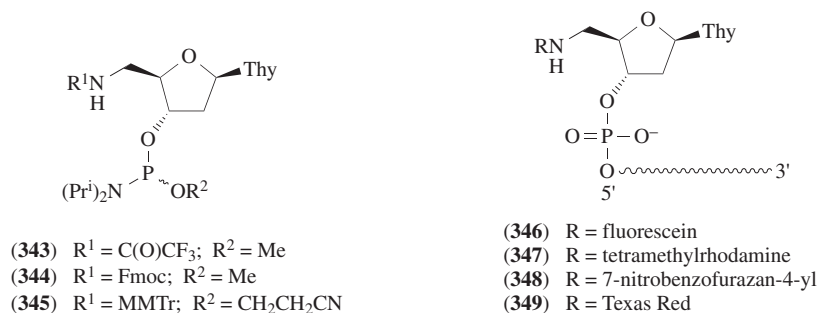 O
Thy
R¹N
H
O
P
(Prⁱ)₂N
OR²
(343) R¹ = C(O)CF₃; R² = Me
(344) R¹ = Fmoc; R² = Me
(345) R¹ = MMTr; R² = CH₂CH₂CN
O
Thy
RN
H
O
O=P-O⁻
O
3'
5'
(346) R = fluorescein
(347) R = tetramethylrhodamine
(348) R = 7-nitrobenzofurazan-4-yl
(349) R = Texas Red